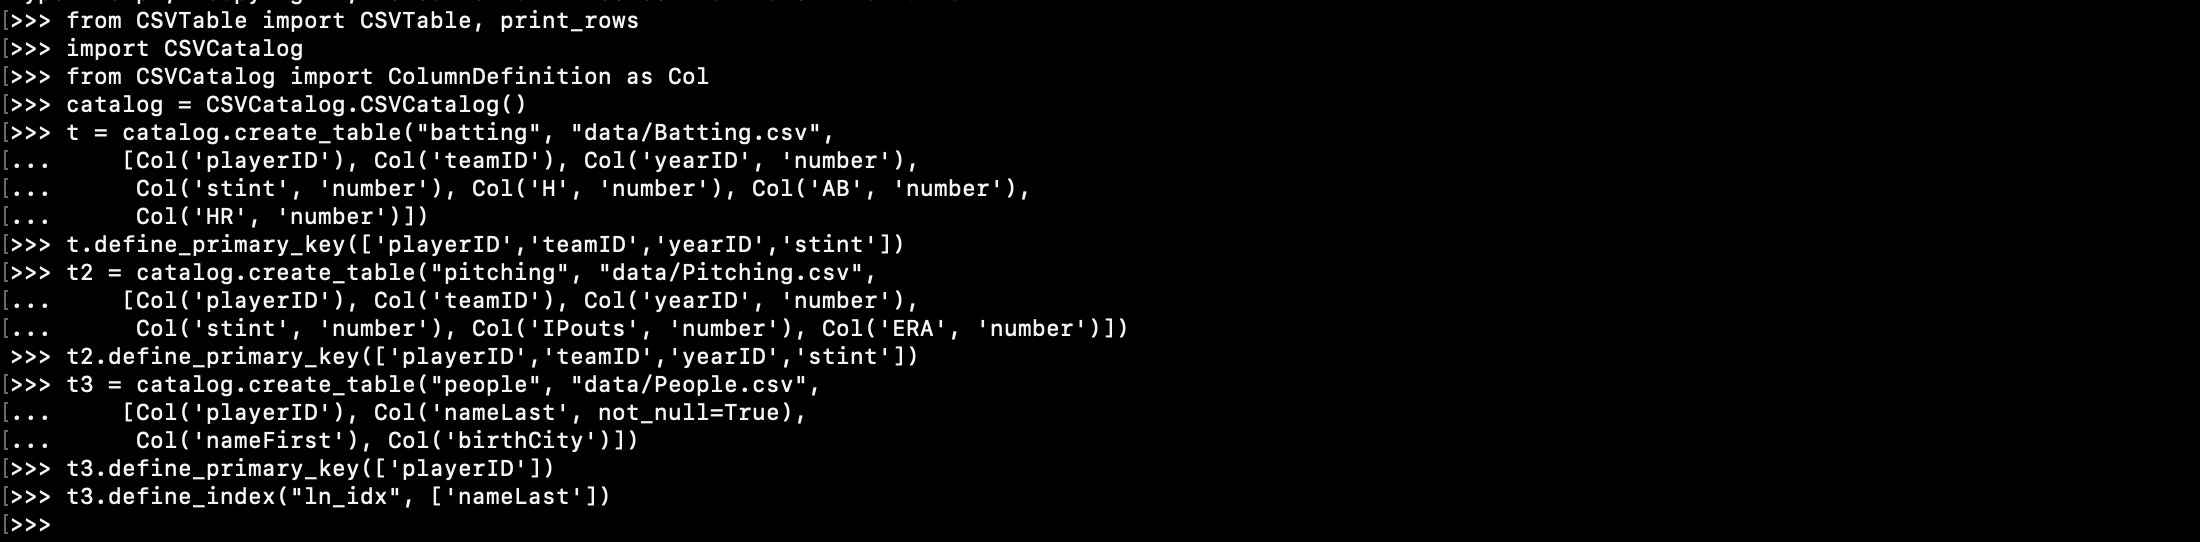 [>>> from CSVTable import CSVTable, print_rows
[>>> import CSVCatalog
[>>> from CSVCatalog import ColumnDefinition as Col
[>>> catalog = CSVCatalog.CSVCatalog()
[>>> t = catalog.create_table("batting", "data/Batting.csv",
[...     [Col('playerID'), Col('teamID'), Col('yearID', 'number'),
[...      Col('stint', 'number'), Col('H', 'number'), Col('AB', 'number'),
[...      Col('HR', 'number')])
[>>> t.define_primary_key(['playerID','teamID','yearID','stint'])
[>>> t2 = catalog.create_table("pitching", "data/Pitching.csv",
[...     [Col('playerID'), Col('teamID'), Col('yearID', 'number'),
[...      Col('stint', 'number'), Col('IPouts', 'number'), Col('ERA', 'number')])
>>> t2.define_primary_key(['playerID','teamID','yearID','stint'])
[>>> t3 = catalog.create_table("people", "data/People.csv",
[...     [Col('playerID'), Col('nameLast', not_null=True),
[...      Col('nameFirst'), Col('birthCity')])
[>>> t3.define_primary_key(['playerID'])
[>>> t3.define_index("ln_idx", ['nameLast'])
[>>>